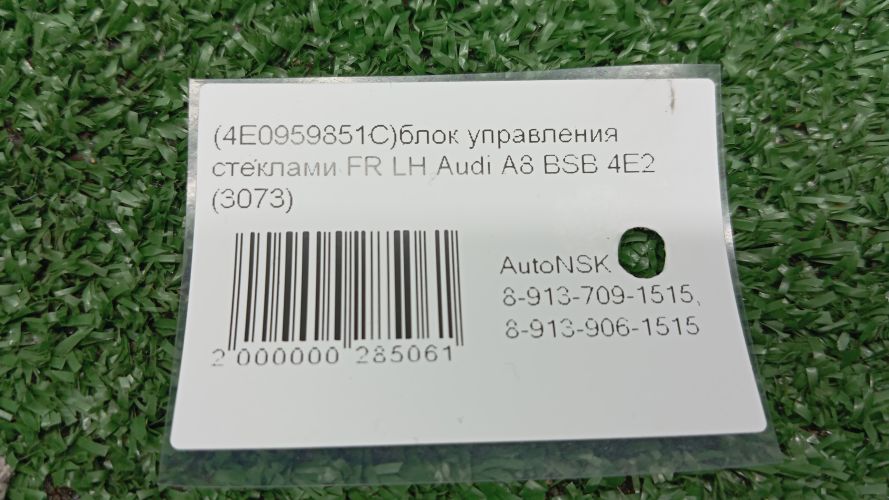 (4E0959851C)блок управления
стеклами FR LH Audi A8 BSB 4E2
(3073)
AutoNSK
8-913-709-1515,
8-913-906-1515
2 000000 285061